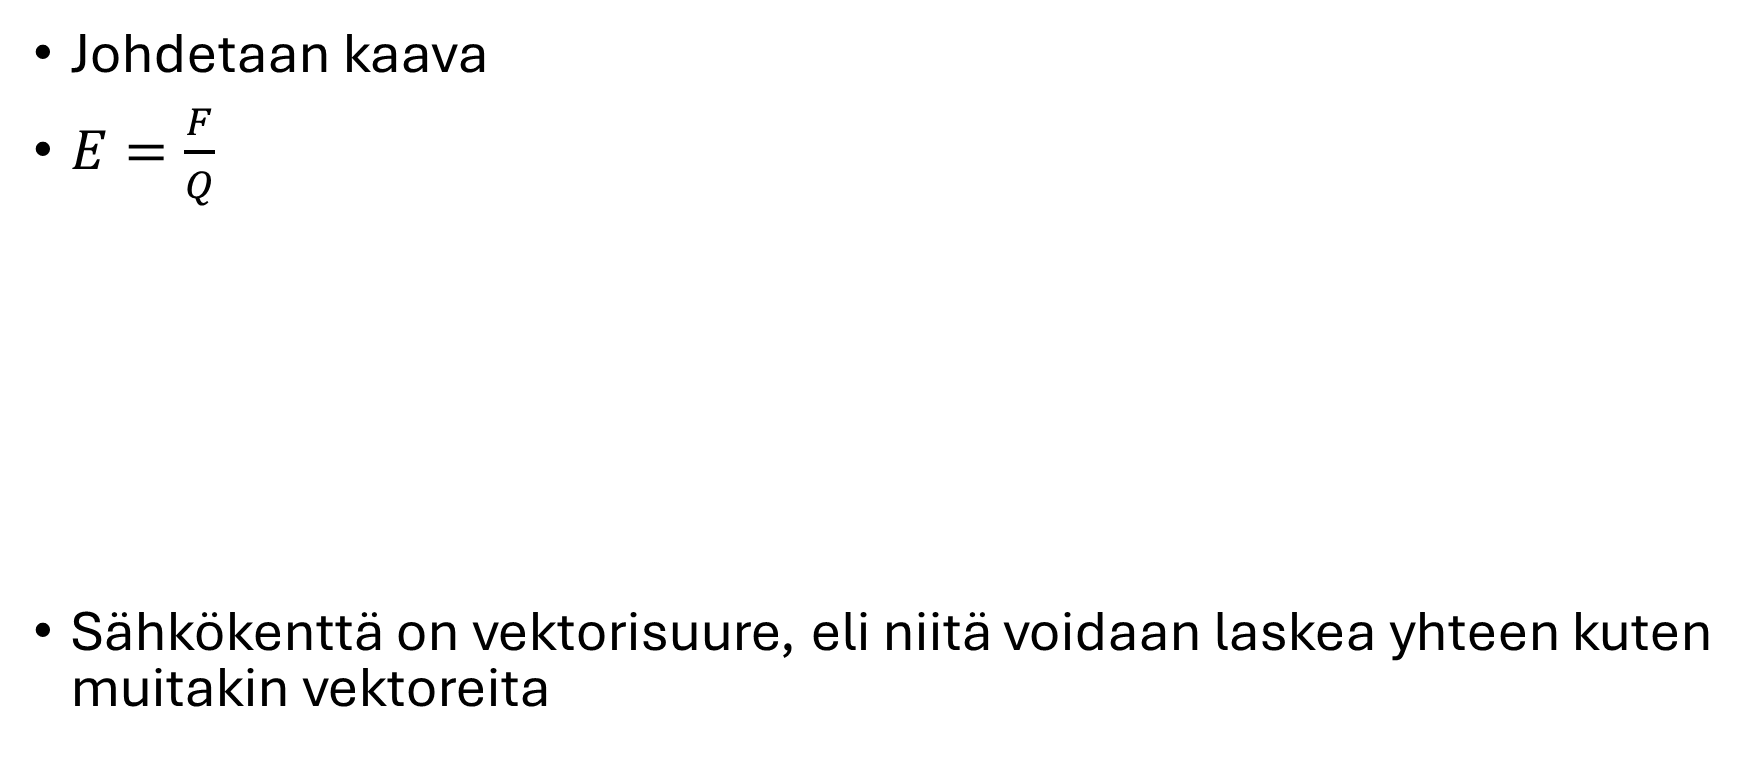 • Johdetaan kaava
• E = F/Q
• Sähkökenttä on vektorisuure, eli niitä voidaan laskea yhteen kuten
muitakin vektoreita